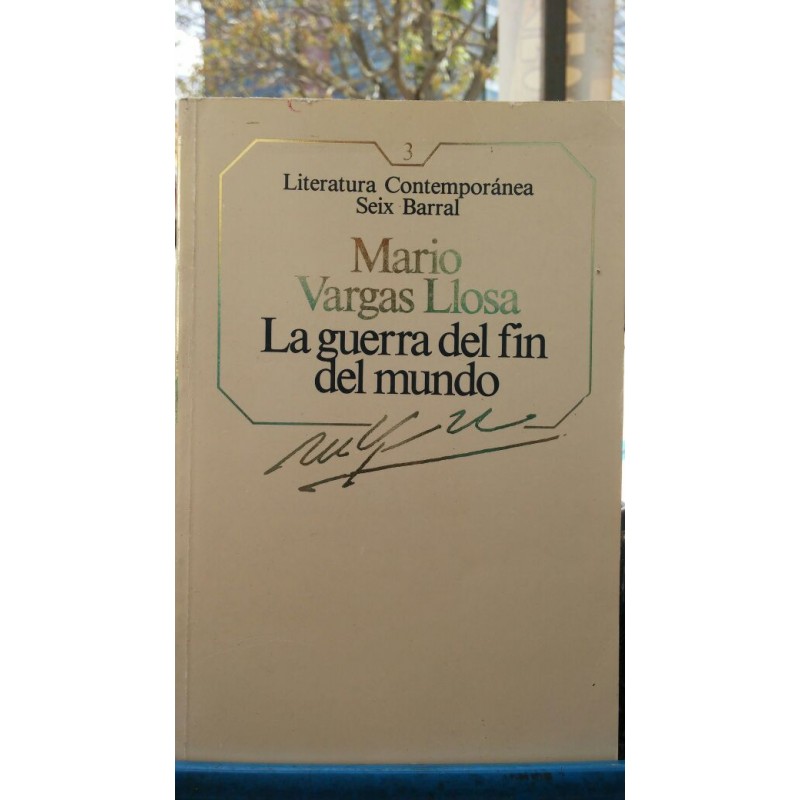 3
Literatura Contemporánea
Seix Barral
Mario
Vargas Llosa
La guerra del fin
del mundo